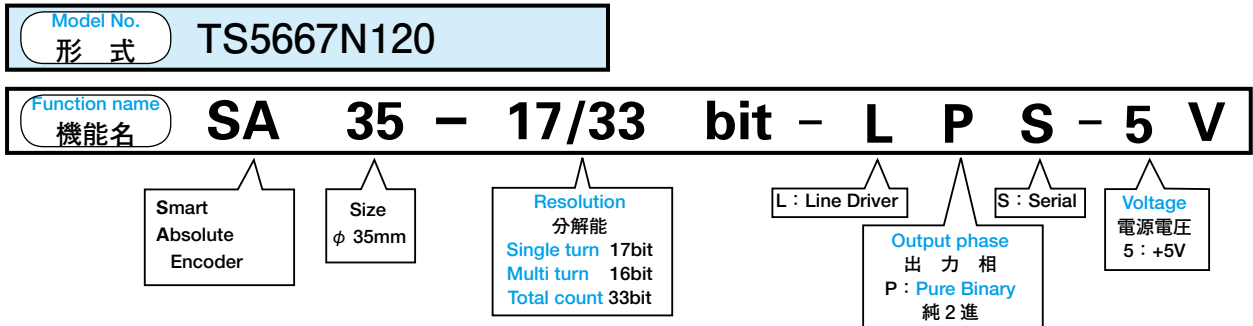 Model No.
形 式
TS5667N120
Function name
機能名
SA 35 – 17/33 bit – L P S – 5 V
Smart
Absolute
Encoder
Size
φ 35mm
Resolution
分解能
Single turn 17bit
Multi turn 16bit
Total count 33bit
L：Line Driver
Output phase
出 力 相
P：Pure Binary
純２進
S：Serial
Voltage
電源電圧
5：+5V